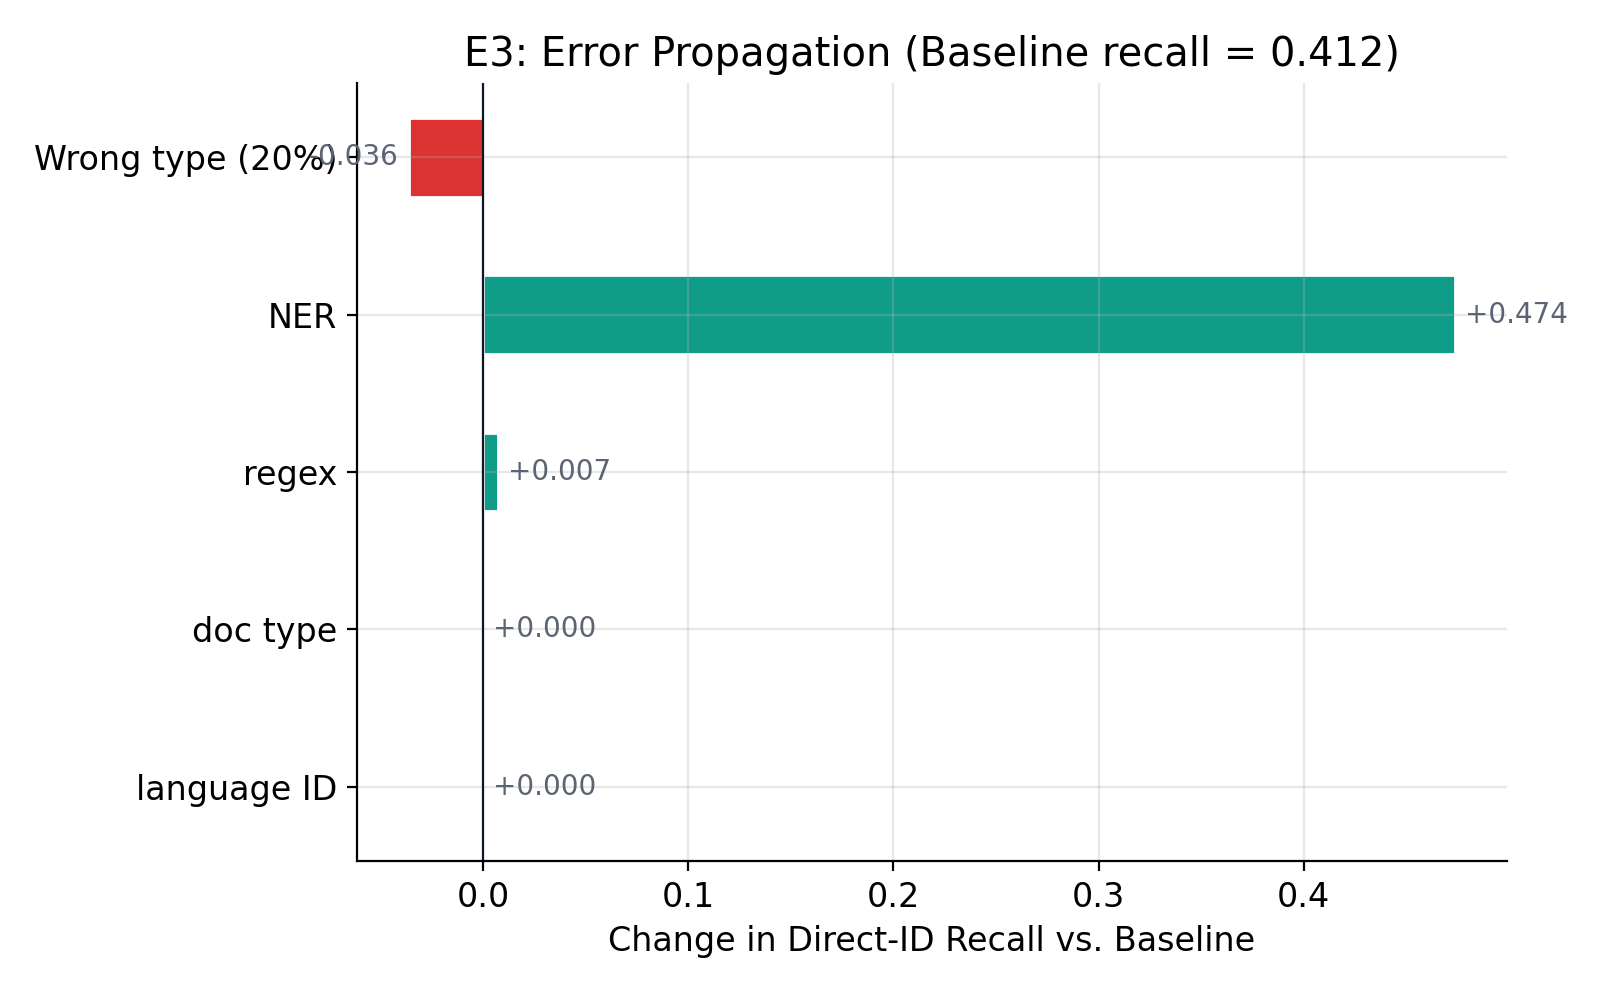 E3: Error Propagation (Baseline recall = 0.412)
Wrong type (20%) -0.036
NER +0.474
regex +0.007
doc type +0.000
language ID +0.000
0.0 0.1 0.2 0.3 0.4
Change in Direct-ID Recall vs. Baseline